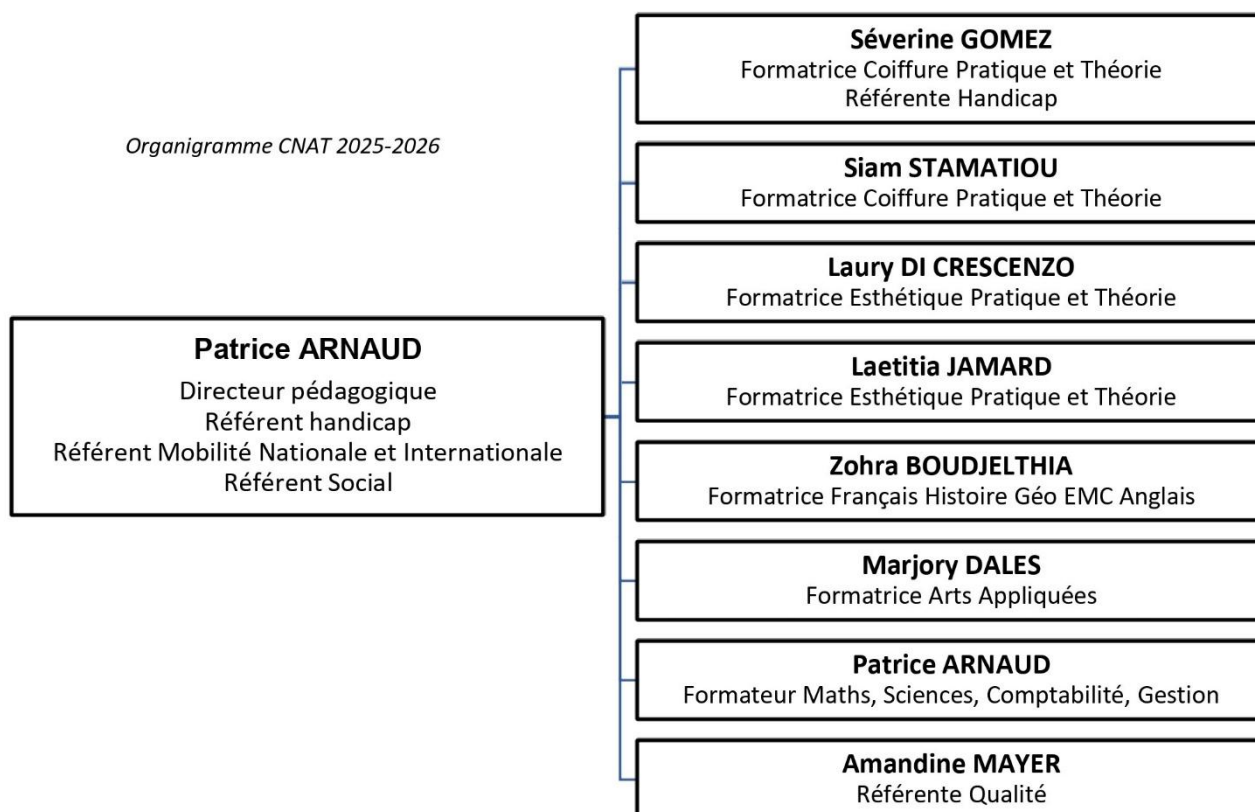 Organigramme CNAT 2025-2026
Patrice ARNAUD
Directeur pédagogique
Référent handicap
Référent Mobilité Nationale et Internationale
Référent Social
Séverine GOMEZ
Formatrice Coiffure Pratique et Théorie
Référente Handicap
Siam STAMATIOU
Formatrice Coiffure Pratique et Théorie
Laury DI CRESCENZO
Formatrice Esthétique Pratique et Théorie
Laetitia JAMARD
Formatrice Esthétique Pratique et Théorie
Zohra BOUDJELTHIA
Formatrice Français Histoire Géo EMC Anglais
Marjory DALES
Formatrice Arts Appliquées
Patrice ARNAUD
Formateur Maths, Sciences, Comptabilité, Gestion
Amandine MAYER
Référente Qualité